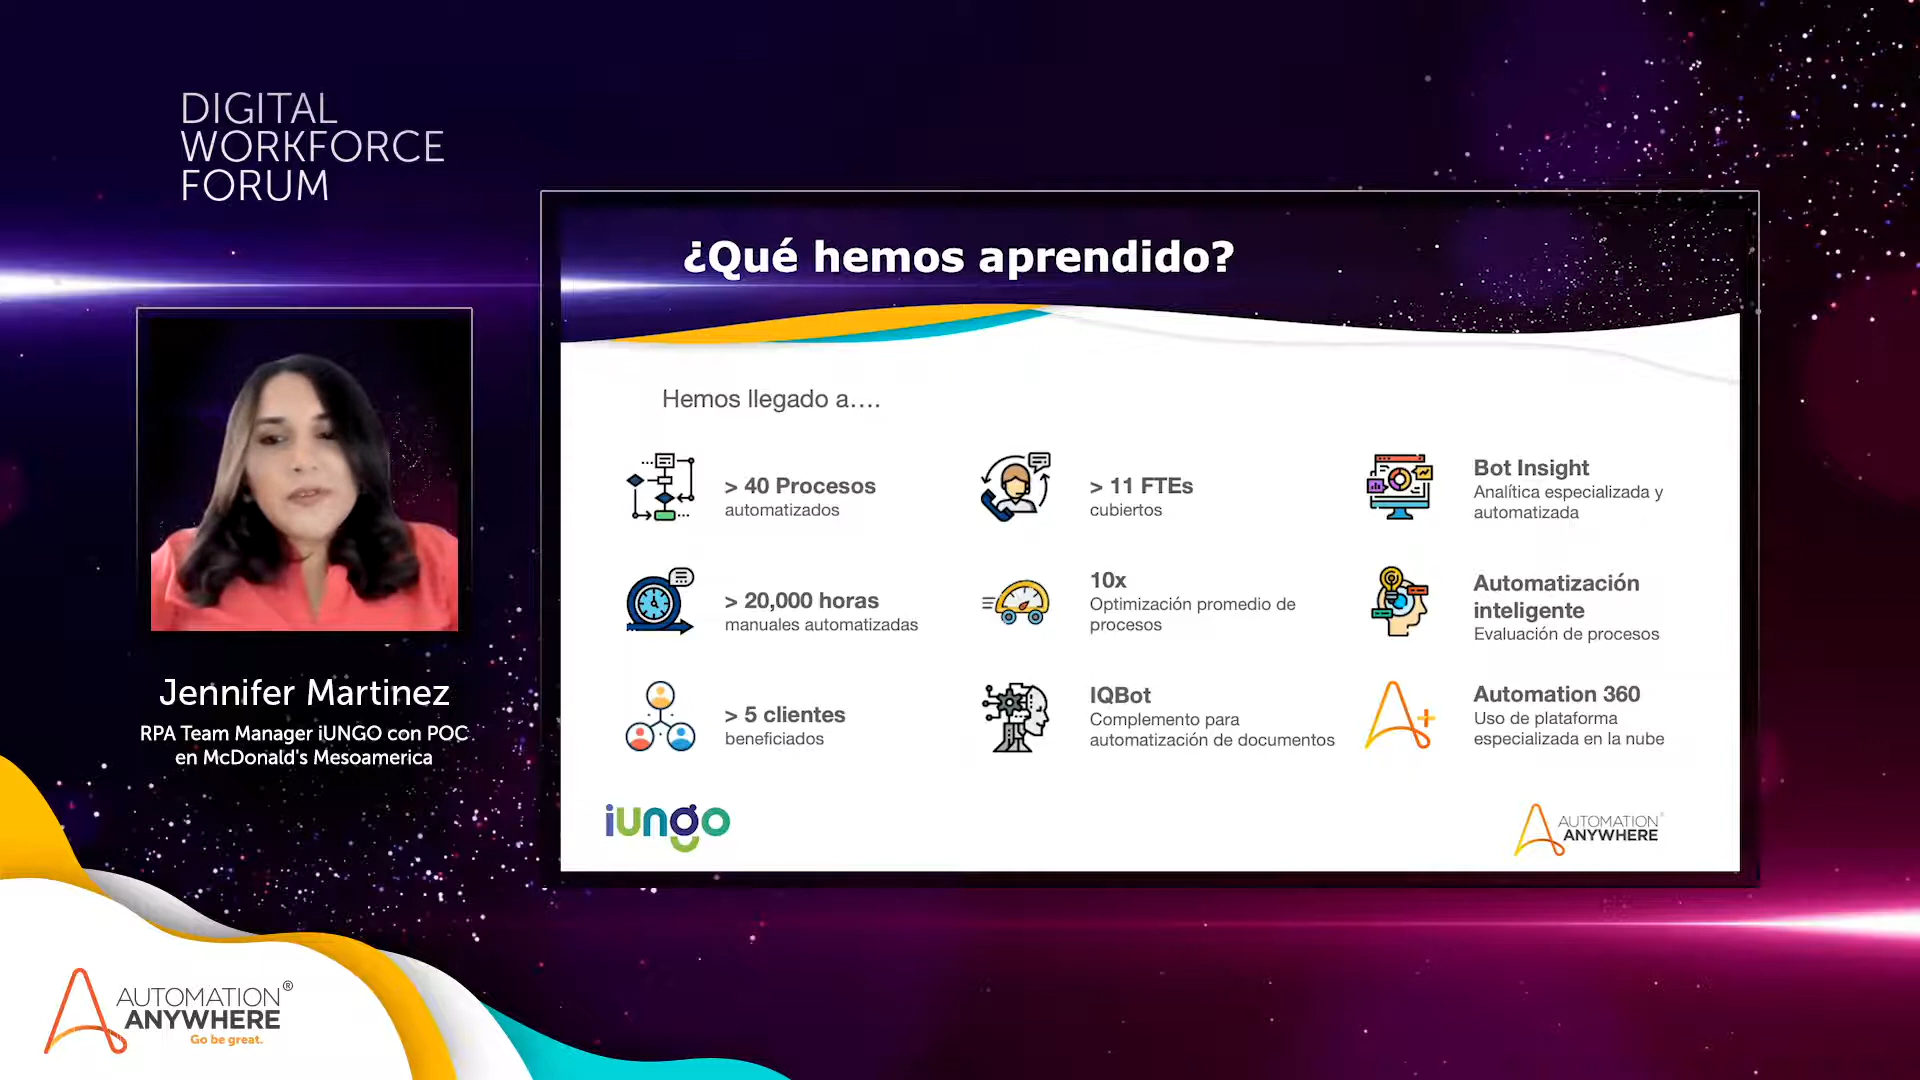 DIGITAL
WORKFORCE
FORUM
¿Qué hemos aprendido?
Hemos llegado a....
> 40 Procesos
automatizados
> 11 FTEs
cubiertos
Bot Insight
Analítica especializada y
automatizada
> 20,000 horas
manuales automatizadas
10x
Optimización promedio de
procesos
Automatización
inteligente
Evaluación de procesos
> 5 clientes
beneficiados
IQBot
Complemento para
automatización de documentos
Automation 360
Uso de plataforma
especializada en la nube
iungo
AUTOMATION
ANYWHERE
Jennifer Martinez
RPA Team Manager iUNGO con POC
en McDonald's Mesoamerica
AUTOMATION®
ANYWHERE
Go be great.